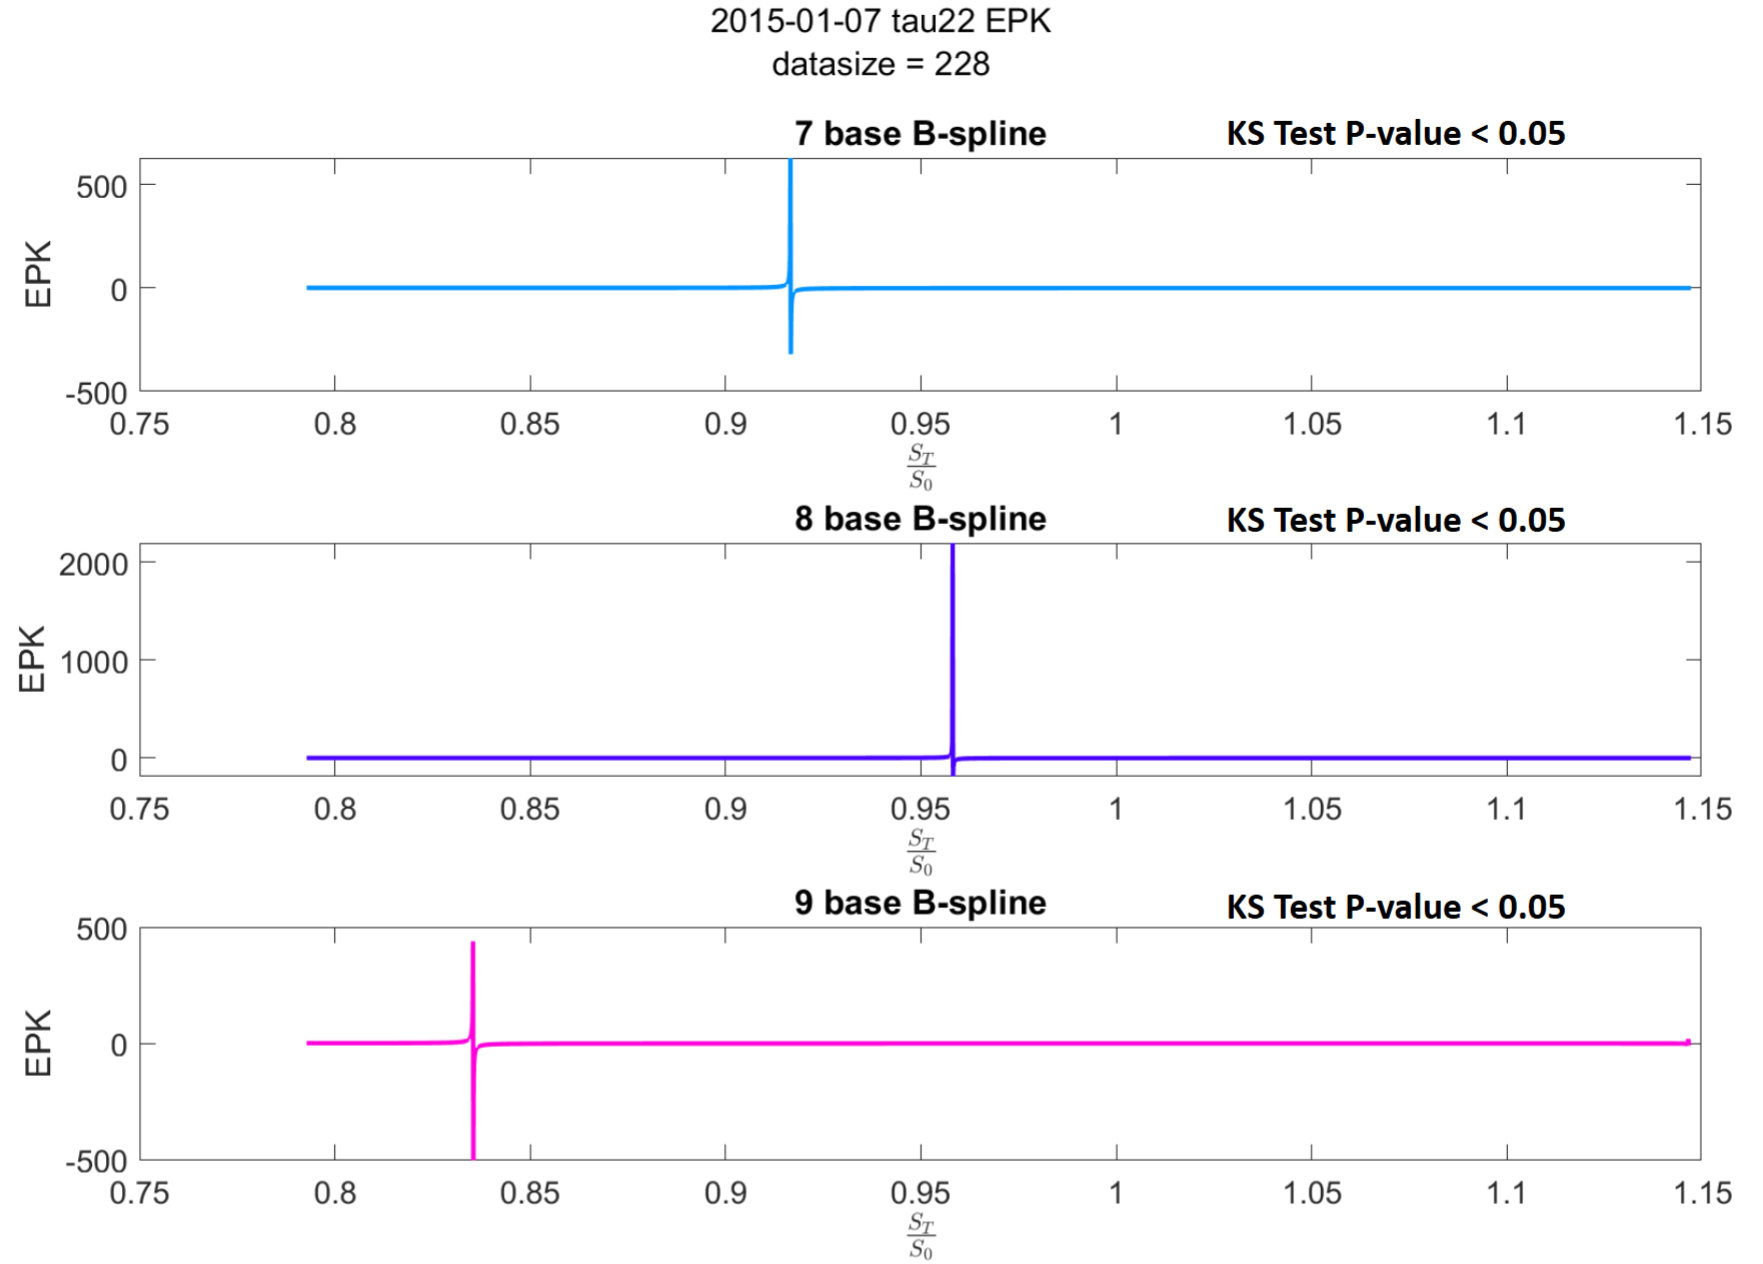 2015-01-07 tau22 EPK
datasize = 228
7 base B-spline KS Test P-value < 0.05
EPK
500
0
-500
0.75 0.8 0.85 0.9 0.95 1 1.05 1.1 1.15
S_T
S_0
8 base B-spline KS Test P-value < 0.05
EPK
2000
1000
0
0.75 0.8 0.85 0.9 0.95 1 1.05 1.1 1.15
S_T
S_0
9 base B-spline KS Test P-value < 0.05
EPK
500
0
-500
0.75 0.8 0.85 0.9 0.95 1 1.05 1.1 1.15
S_T
S_0